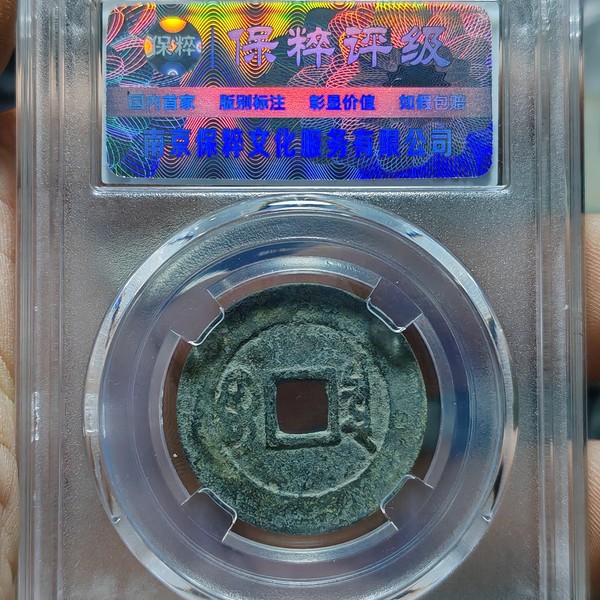 保粹 保粹评级
国内首家 版别标注 彰显价值 如假包赔
南京保粹文化服务有限公司